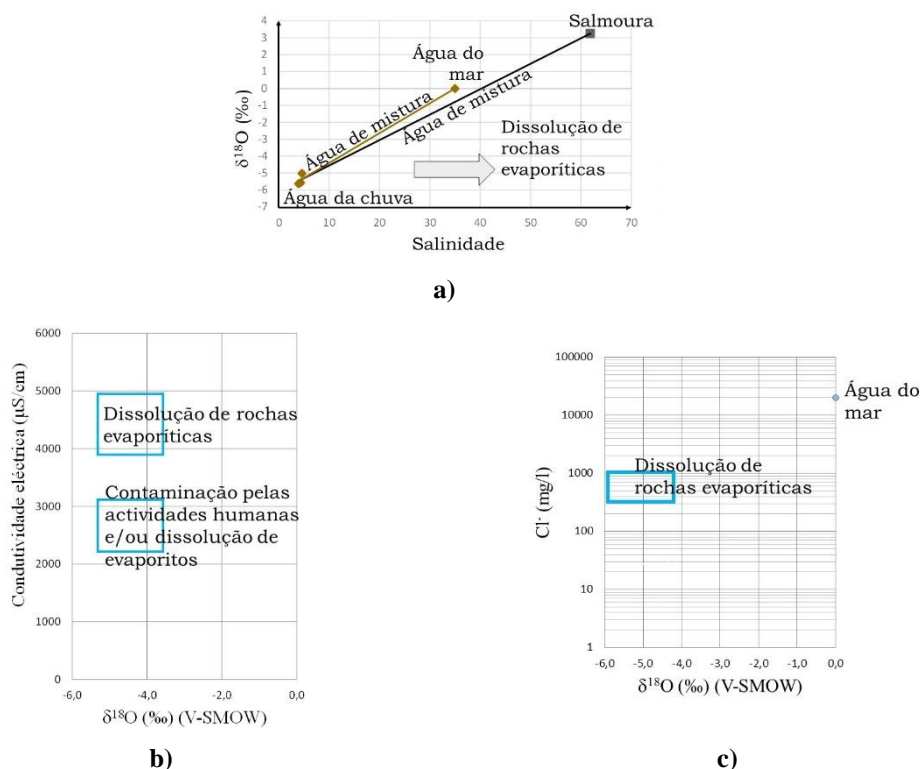 Salmoura
4
3
2
1
0
-1
-2
-3
-4
-5
-6
-7
δ¹⁸O (‰)
Água do
mar
Água de mistura
Água de mistura
Dissolução de
rochas
evaporíticas
Água da chuva
0 10 20 30 40 50 60 70
Salinidade
a)
6000
5000
4000
3000
2000
1000
0
Condutividade eléctrica (μS/cm)
Dissolução de rochas
evaporíticas
Contaminação pelas
actividades humanas
e/ou dissolução de
evaporitos
-6,0 -4,0 -2,0 0,0
δ¹⁸O (‰) (V-SMOW)
b)
100000
10000
1000
100
10
1
Cl⁻ (mg/l)
Água do
mar
Dissolução de
rochas evaporíticas
-6,0 -5,0 -4,0 -3,0 -2,0 -1,0 0,0
δ¹⁸O (‰) (V-SMOW)
c)